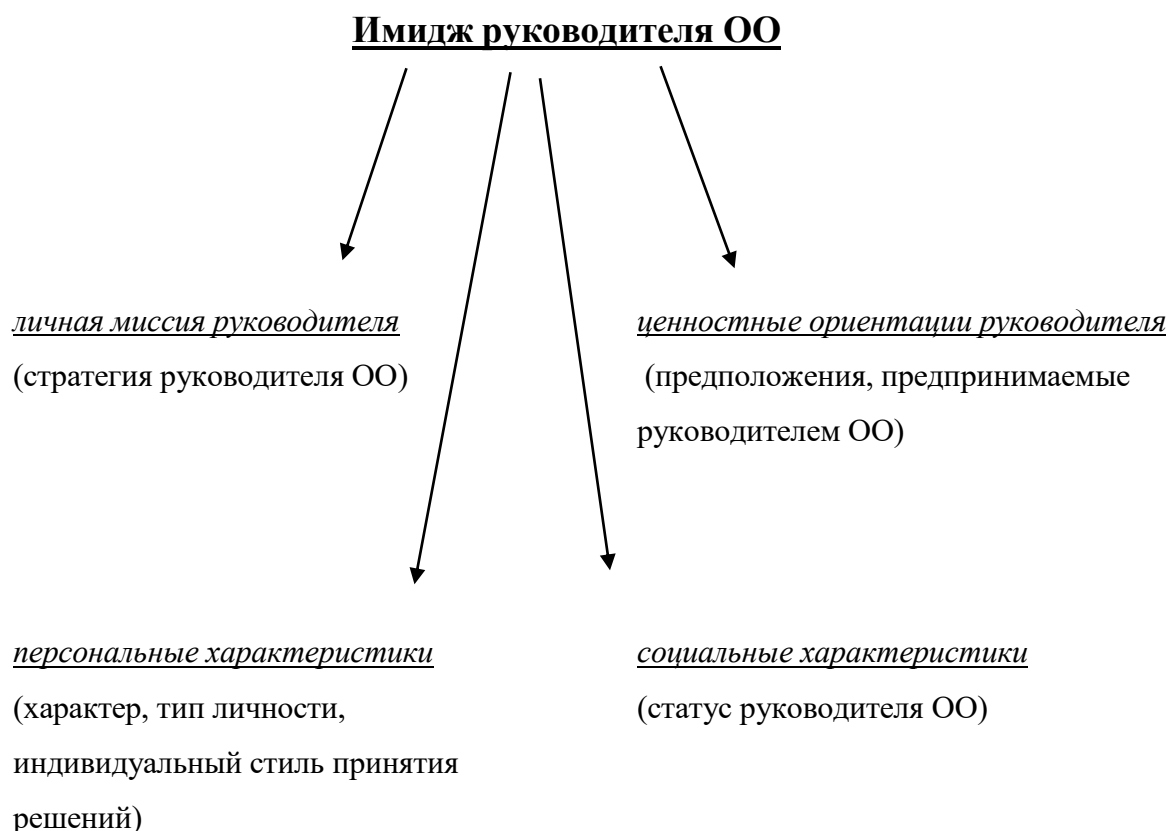 Имидж руководителя ОО
личная миссия руководителя
(стратегия руководителя ОО)
ценностные ориентации руководителя
(предположения, предпринимаемые
руководителем ОО)
персональные характеристики
(характер, тип личности,
индивидуальный стиль принятия
решений)
социальные характеристики
(статус руководителя ОО)